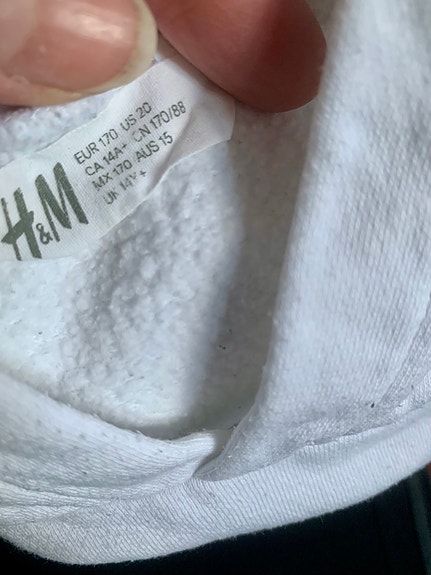 H&M
EUR 170 US 20
CA 14A+ CN 170/88
MX 170 AUS 15
UK 14Y+